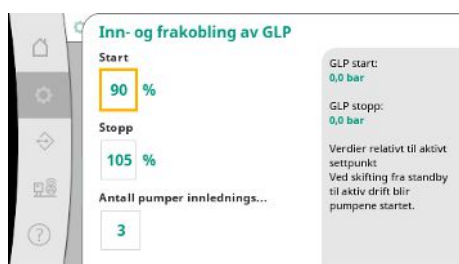 Inn- og frakobling av GLP
Start
90 %
Stopp
105 %
Antall pumper innlednings...
3
GLP start:
0,0 bar
GLP stopp:
0,0 bar
Verdier relativt til aktivt
settpunkt
Ved skifting fra standby
til aktiv drift blir
pumpene startet.
?